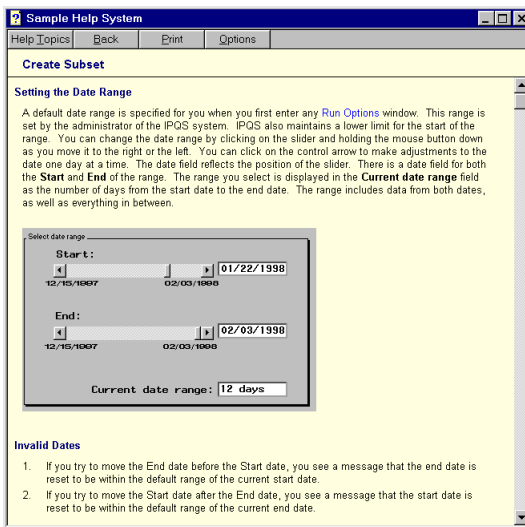 Sample Help System
Help Topics Back Print Options
Create Subset
Setting the Date Range
A default date range is specified for you when you first enter any Run Options window. This range is
set by the administrator of the IPQS system. IPQS also maintains a lower limit for the start of the
range. You can change the date range by clicking on the slider and holding the mouse button down
as you move it to the right or the left. You can click on the control arrow to make adjustments to the
date one day at a time. The date field reflects the position of the slider. There is a date field for both
the Start and End of the range. The range you select is displayed in the Current date range field
as the number of days from the start date to the end date. The range includes data from both dates,
as well as everything in between.
Select date range
Start:
01/22/1998
12/15/1997 02/03/1998
End:
02/03/1998
12/15/1997 02/03/1998
Current date range: 12 days
Invalid Dates
1. If you try to move the End date before the Start date, you see a message that the end date is
reset to be within the default range of the current start date.
2. If you try to move the Start date after the End date, you see a message that the start date is
reset to be within the default range of the current end date.